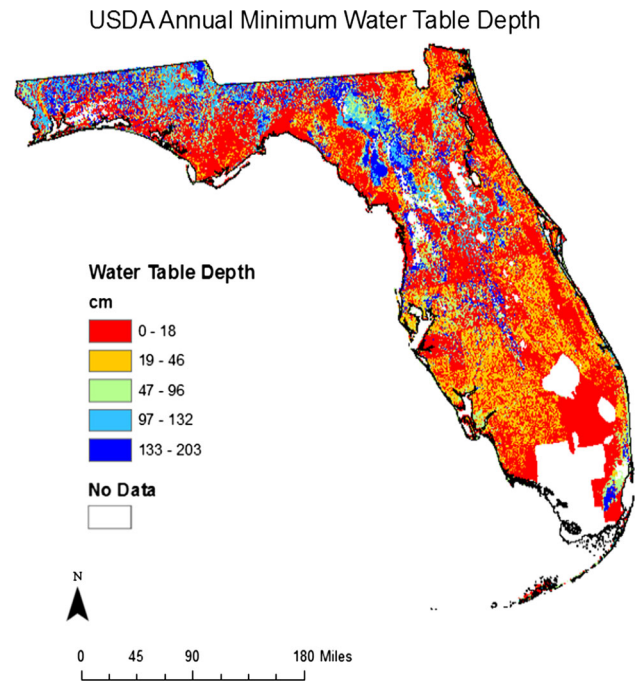 USDA Annual Minimum Water Table Depth
Water Table Depth
cm
0 - 18
19 - 46
47 - 96
97 - 132
133 - 203
No Data
N
0 45 90 180 Miles